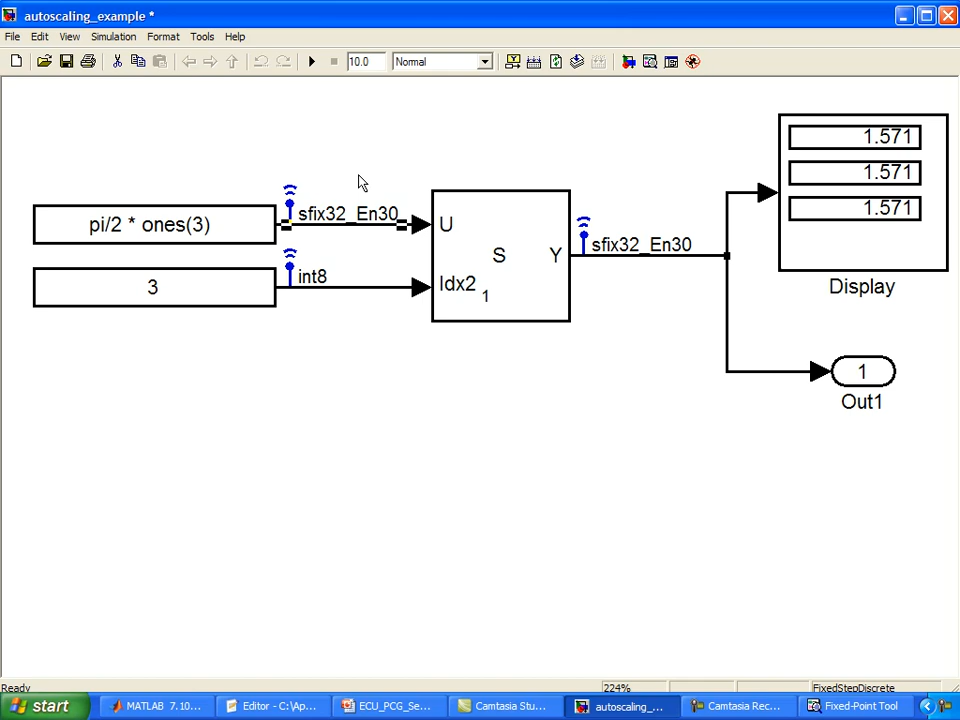 autoscaling_example *
File Edit View Simulation Format Tools Help
10.0 Normal
1.571
1.571
1.571
sfix32_En30
pi/2 * ones(3)
U
sfix32_En30
S
Y
int8
3
Idx2
1
Display
1
Out1
Ready 224% FixedStepDiscrete
start MATLAB 7.10.... Editor - C:\Ap... ECU_PCG_Se... Camtasia Stu... autoscaling_... Camtasia Rec... Fixed-Point Tool